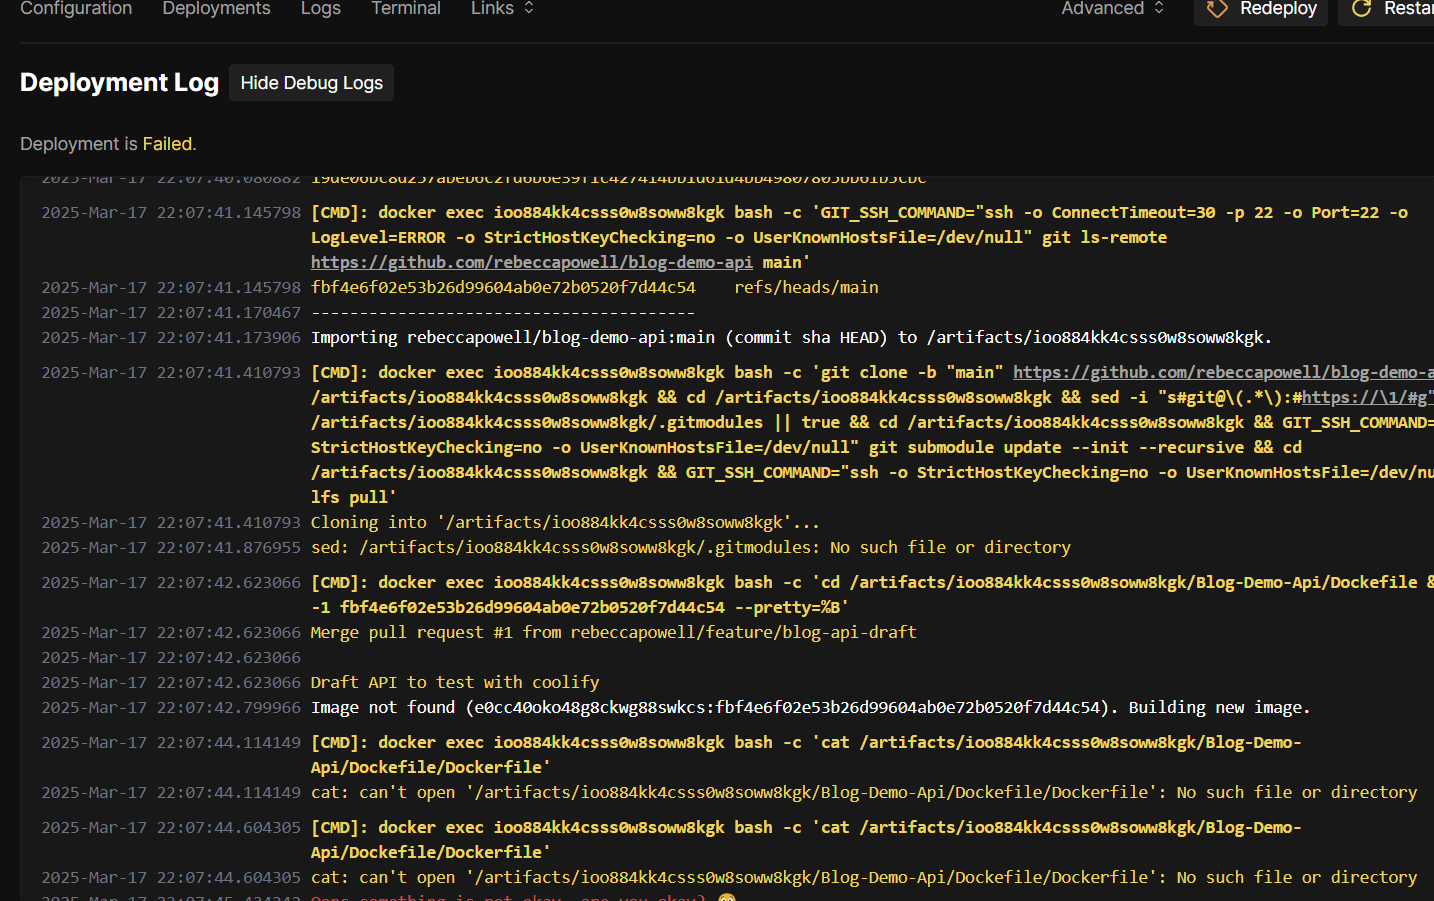 Configuration Deployments Logs Terminal Links Advanced Redeploy
Deployment Log Hide Debug Logs
Deployment is Failed.
2025-Mar-17 22:07:40.080882
2025-Mar-17 22:07:41.145798 [CMD]: docker exec ioo884kk4csss0w8soww8kgk bash -c 'GIT_SSH_COMMAND="ssh -o ConnectTimeout=30 -p 22 -o Port=22 -o
LogLevel=ERROR -o StrictHostKeyChecking=no -o UserKnownHostsFile=/dev/null" git ls-remote
https://github.com/rebeccapowell/blog-demo-api main'
2025-Mar-17 22:07:41.145798 fbf4e6f02e53b26d99604ab0e72b0520f7d44c54 refs/heads/main
2025-Mar-17 22:07:41.170467 ----------------------------------------
2025-Mar-17 22:07:41.173906 Importing rebeccapowell/blog-demo-api:main (commit sha HEAD) to /artifacts/ioo884kk4csss0w8soww8kgk.
2025-Mar-17 22:07:41.410793 [CMD]: docker exec ioo884kk4csss0w8soww8kgk bash -c 'git clone -b "main" https://github.com/rebeccapowell/blog-demo-a
/artifacts/ioo884kk4csss0w8soww8kgk && cd /artifacts/ioo884kk4csss0w8soww8kgk && sed -i "s#git@\(.*\):#https://\1/#g"
/artifacts/ioo884kk4csss0w8soww8kgk/.gitmodules || true && cd /artifacts/ioo884kk4csss0w8soww8kgk && GIT_SSH_COMMAND=
StrictHostKeyChecking=no -o UserKnownHostsFile=/dev/null" git submodule update --init --recursive && cd
/artifacts/ioo884kk4csss0w8soww8kgk && GIT_SSH_COMMAND="ssh -o StrictHostKeyChecking=no -o UserKnownHostsFile=/dev/nu
lfs pull'
2025-Mar-17 22:07:41.410793 Cloning into '/artifacts/ioo884kk4csss0w8soww8kgk'...
2025-Mar-17 22:07:41.876955 sed: /artifacts/ioo884kk4csss0w8soww8kgk/.gitmodules: No such file or directory
2025-Mar-17 22:07:42.623066 [CMD]: docker exec ioo884kk4csss0w8soww8kgk bash -c 'cd /artifacts/ioo884kk4csss0w8soww8kgk/Blog-Demo-Api/Dockefile &
-1 fbf4e6f02e53b26d99604ab0e72b0520f7d44c54 --pretty=%B'
2025-Mar-17 22:07:42.623066 Merge pull request #1 from rebeccapowell/feature/blog-api-draft
2025-Mar-17 22:07:42.623066
2025-Mar-17 22:07:42.623066 Draft API to test with coolify
2025-Mar-17 22:07:42.799966 Image not found (e0cc40oko48g8ckwg88swkcs:fbf4e6f02e53b26d99604ab0e72b0520f7d44c54). Building new image.
2025-Mar-17 22:07:44.114149 [CMD]: docker exec ioo884kk4csss0w8soww8kgk bash -c 'cat /artifacts/ioo884kk4csss0w8soww8kgk/Blog-Demo-
Api/Dockefile/Dockerfile'
2025-Mar-17 22:07:44.114149 cat: can't open '/artifacts/ioo884kk4csss0w8soww8kgk/Blog-Demo-Api/Dockefile/Dockerfile': No such file or directory
2025-Mar-17 22:07:44.604305 [CMD]: docker exec ioo884kk4csss0w8soww8kgk bash -c 'cat /artifacts/ioo884kk4csss0w8soww8kgk/Blog-Demo-
Api/Dockefile/Dockerfile'
2025-Mar-17 22:07:44.604305 cat: can't open '/artifacts/ioo884kk4csss0w8soww8kgk/Blog-Demo-Api/Dockefile/Dockerfile': No such file or directory
Oops something is not okay, are you okay? 😳